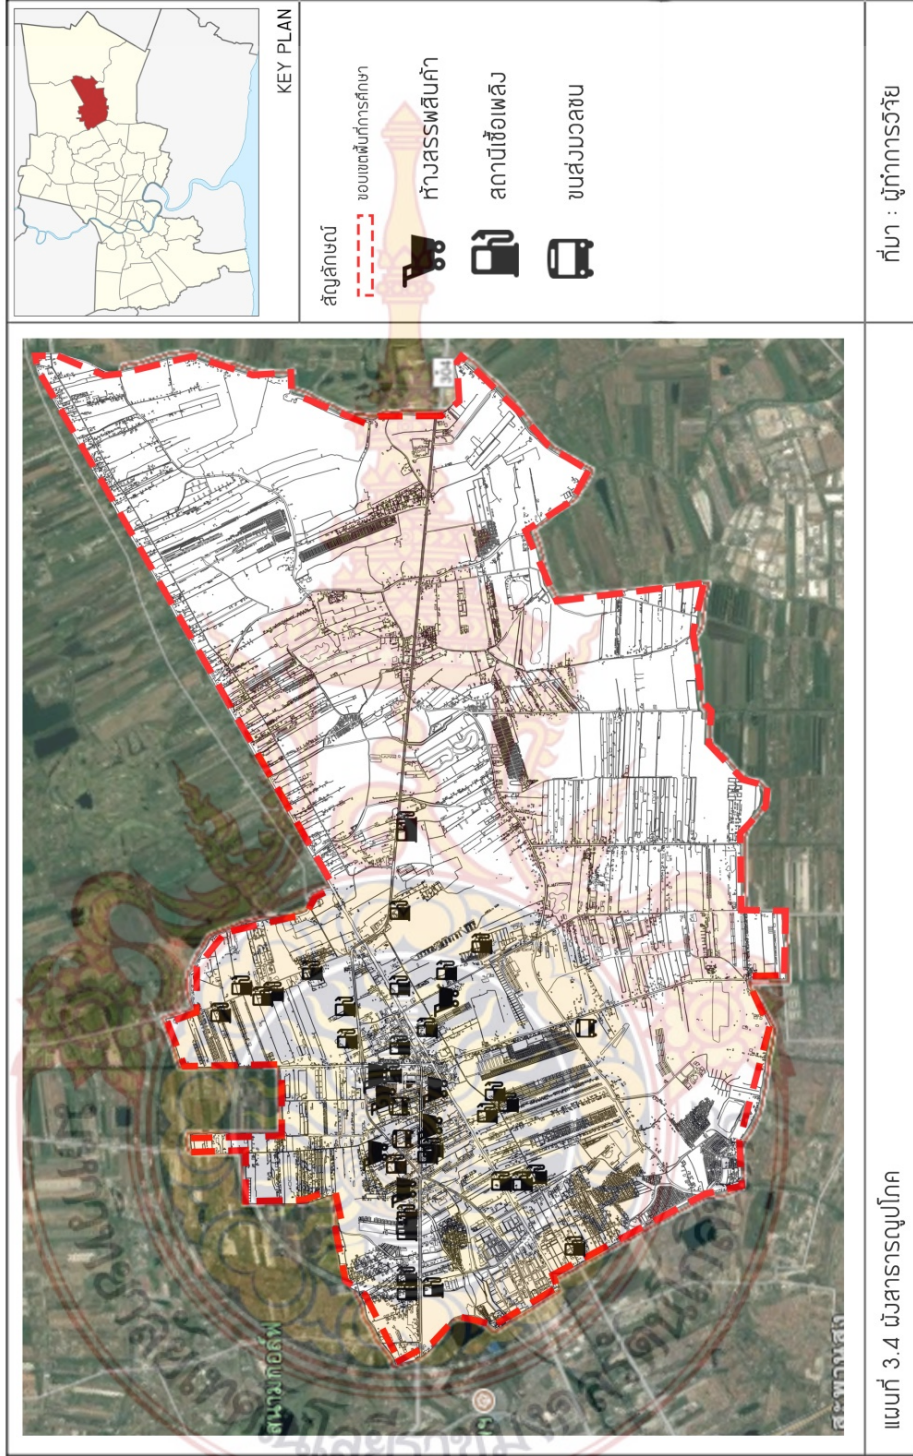 KEY PLAN
สัญลักษณ์
ขอบเขตพื้นที่การศึกษา
ห้างสรรพสินค้า
สถานีเชื้อเพลิง
ขนส่งมวลชน
304
แผนที่ 3.4 ผังสาธารณูปโภค
ที่มา : ผู้ทำการวิจัย